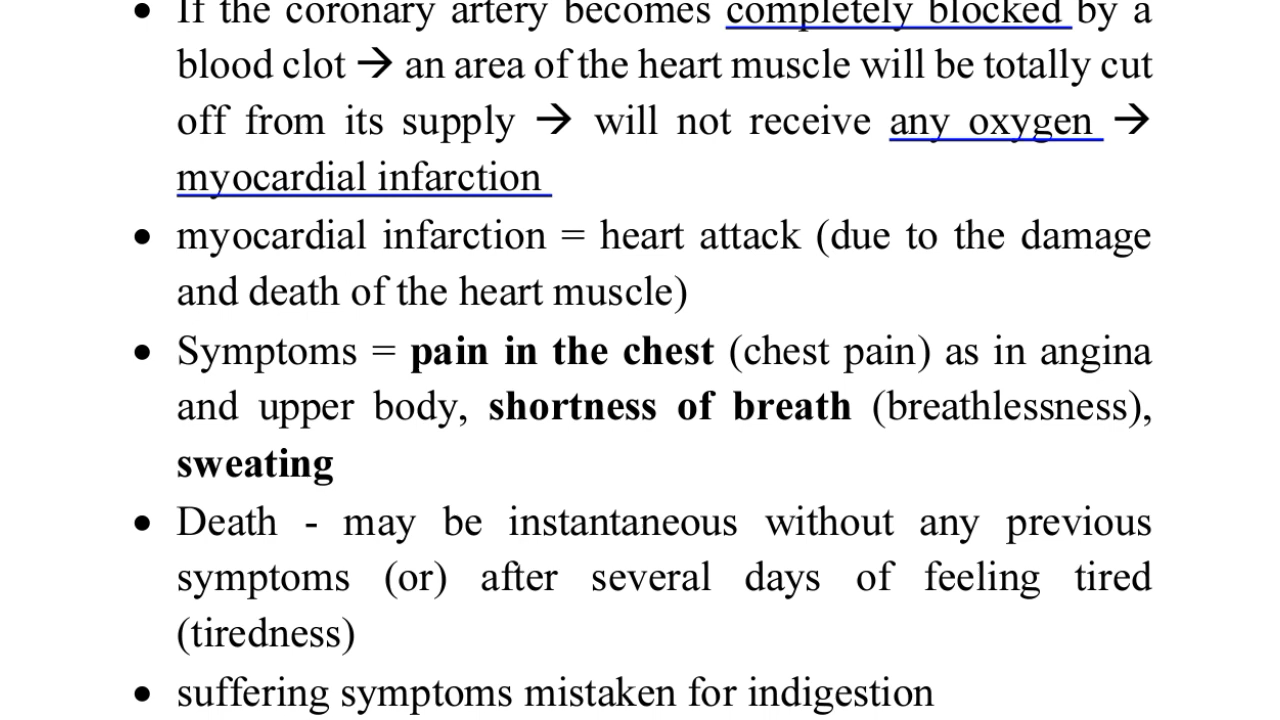 • If the coronary artery becomes completely blocked by a
blood clot → an area of the heart muscle will be totally cut
off from its supply → will not receive any oxygen →
myocardial infarction
• myocardial infarction = heart attack (due to the damage
and death of the heart muscle)
• Symptoms = pain in the chest (chest pain) as in angina
and upper body, shortness of breath (breathlessness),
sweating
• Death - may be instantaneous without any previous
symptoms (or) after several days of feeling tired
(tiredness)
• suffering symptoms mistaken for indigestion